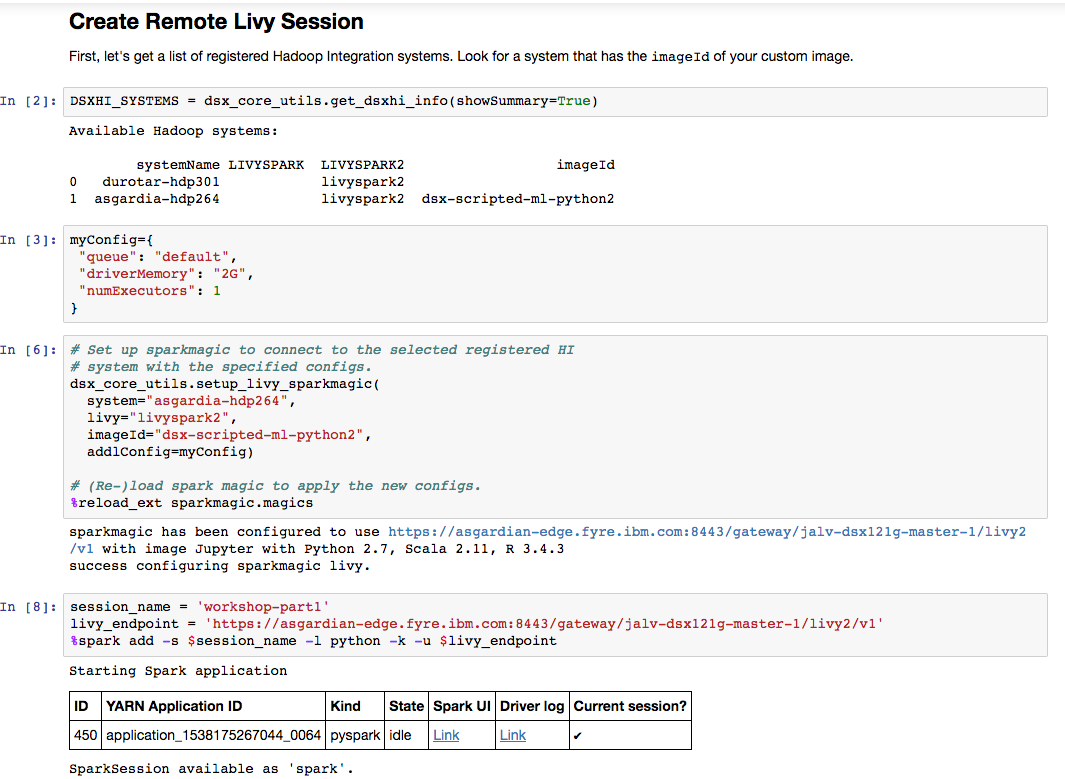 Create Remote Livy Session
First, let's get a list of registered Hadoop Integration systems. Look for a system that has the imageId of your custom image.
In [2]: DSXHI_SYSTEMS = dsx_core_utils.get_dsxhi_info(showSummary=True)
Available Hadoop systems:
systemName LIVYSPARK LIVYSPARK2 imageId
0 durotar-hdp301 livyspark2
1 asgardia-hdp264 livyspark2 dsx-scripted-ml-python2
In [3]: myConfig={
"queue": "default",
"driverMemory": "2G",
"numExecutors": 1
}
In [6]: # Set up sparkmagic to connect to the selected registered HI
# system with the specified configs.
dsx_core_utils.setup_livy_sparkmagic(
system="asgardia-hdp264",
livy="livyspark2",
imageId="dsx-scripted-ml-python2",
addlConfig=myConfig)
# (Re-)load spark magic to apply the new configs.
%reload_ext sparkmagic.magics
sparkmagic has been configured to use https://asgardian-edge.fyre.ibm.com:8443/gateway/jalv-dsx121g-master-1/livy2
/v1 with image Jupyter with Python 2.7, Scala 2.11, R 3.4.3
success configuring sparkmagic livy.
In [8]: session_name = 'workshop-part1'
livy_endpoint = 'https://asgardian-edge.fyre.ibm.com:8443/gateway/jalv-dsx121g-master-1/livy2/v1'
%spark add -s $session_name -l python -k -u $livy_endpoint
Starting Spark application
ID YARN Application ID Kind State Spark UI Driver log Current session?
450 application_1538175267044_0064 pyspark idle Link Link ✔
SparkSession available as 'spark'.